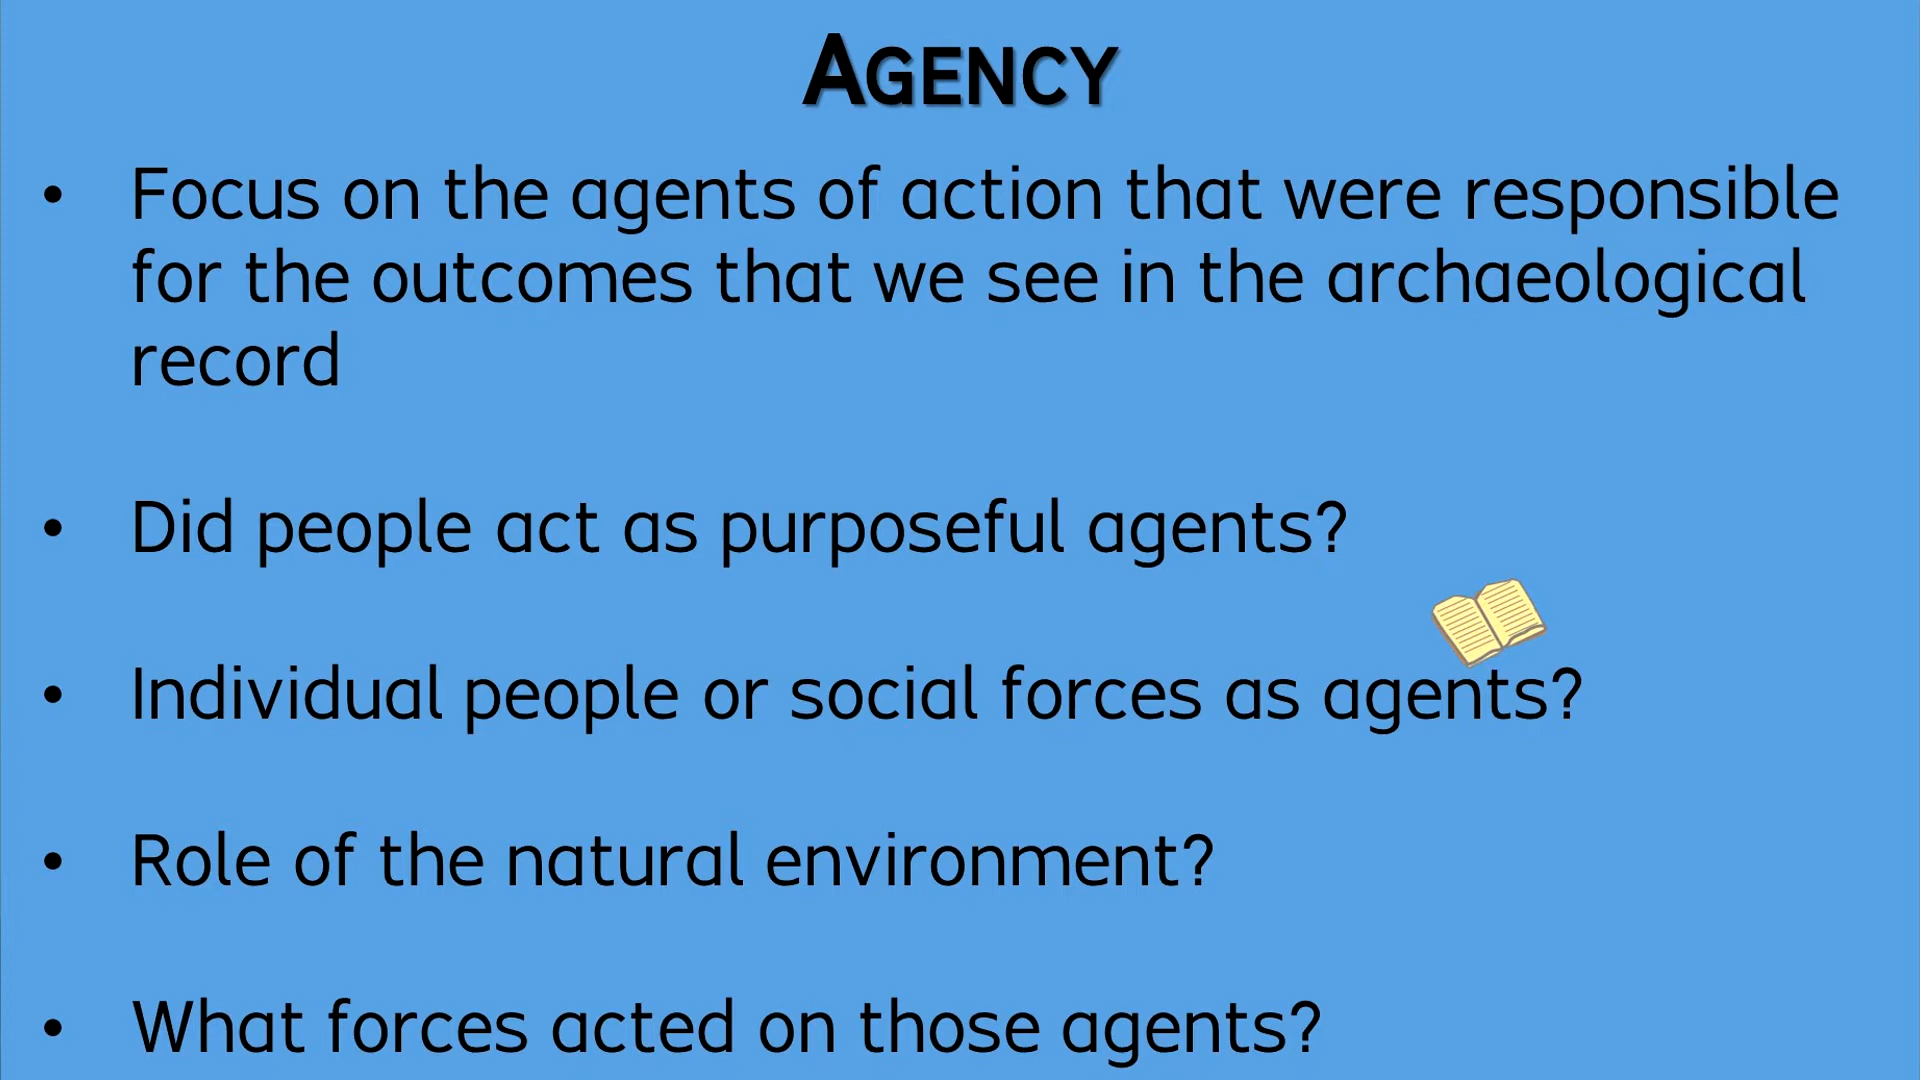 AGENCY
• Focus on the agents of action that were responsible
for the outcomes that we see in the archaeological
record
• Did people act as purposeful agents?
• Individual people or social forces as agents?
• Role of the natural environment?
• What forces acted on those agents?